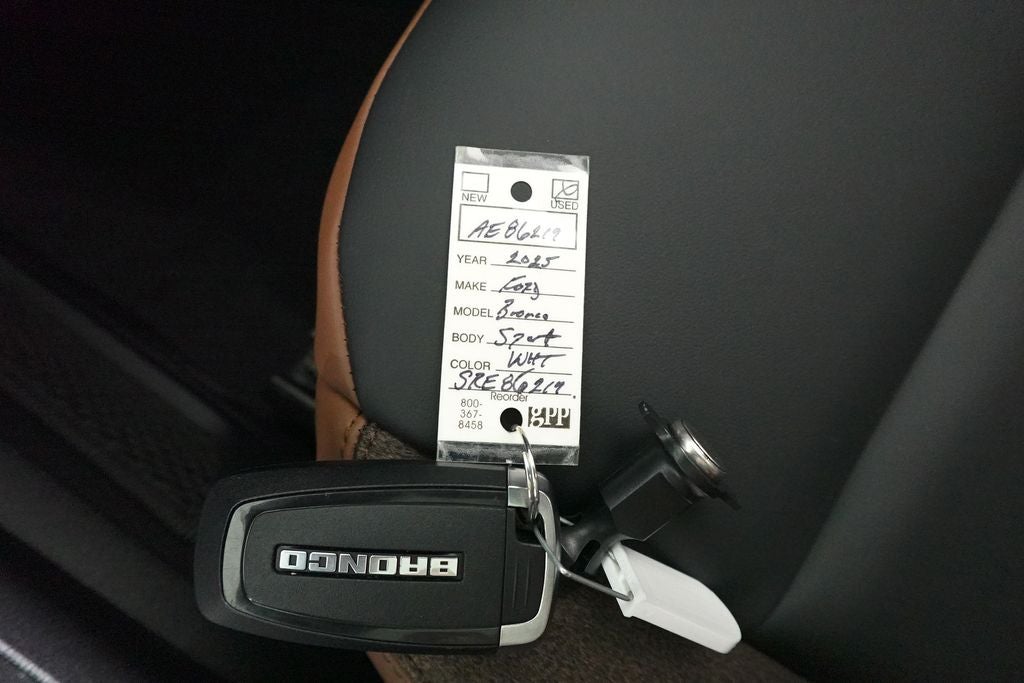 NEW USED
AE86219
YEAR 2025
MAKE Ford
MODEL Bronco
BODY Sport
COLOR WHT
SRE86219.
Reorder
800-
367-
8458
gpp
BRONCO